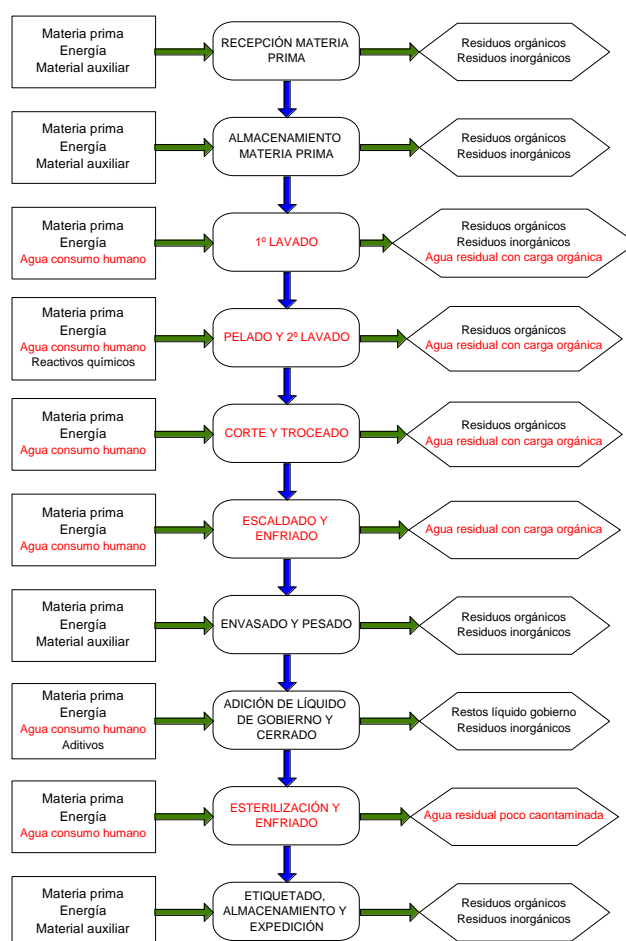 Materia prima
Energía
Material auxiliar
RECEPCIÓN MATERIA
PRIMA
Residuos orgánicos
Residuos inorgánicos
Materia prima
Energía
Material auxiliar
ALMACENAMIENTO
MATERIA PRIMA
Residuos orgánicos
Residuos inorgánicos
Materia prima
Energía
Agua consumo humano
1º LAVADO
Residuos orgánicos
Residuos inorgánicos
Agua residual con carga orgánica
Materia prima
Energía
Agua consumo humano
Reactivos químicos
PELADO Y 2º LAVADO
Residuos orgánicos
Agua residual con carga orgánica
Materia prima
Energía
Agua consumo humano
CORTE Y TROCEADO
Residuos orgánicos
Agua residual con carga orgánica
Materia prima
Energía
Agua consumo humano
ESCALDADO Y
ENFRIADO
Agua residual con carga orgánica
Materia prima
Energía
Material auxiliar
ENVASADO Y PESADO
Residuos orgánicos
Residuos inorgánicos
Materia prima
Energía
Agua consumo humano
Aditivos
ADICIÓN DE LÍQUIDO
DE GOBIERNO Y
CERRADO
Restos líquido gobierno
Residuos inorgánicos
Materia prima
Energía
Agua consumo humano
ESTERILIZACIÓN Y
ENFRIADO
Agua residual poco caontaminada
Materia prima
Energía
Material auxiliar
ETIQUETADO,
ALMACENAMIENTO Y
EXPEDICIÓN
Residuos orgánicos
Residuos inorgánicos